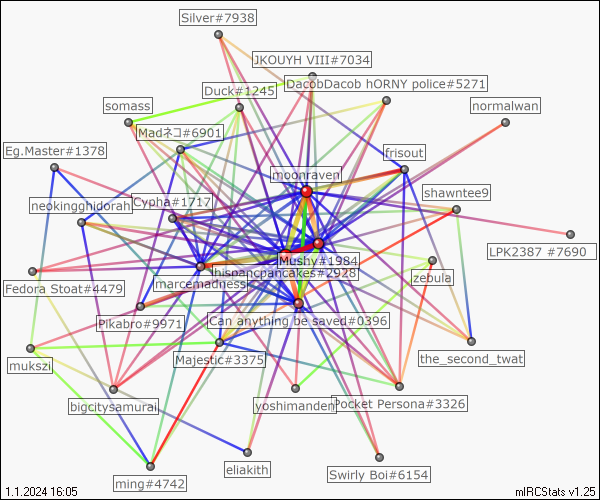 Silver#7938
JKOUYH VIII#7034
Duck#1245
DacobDacob hORNY police#5271
somass
normalwan
Madネコ#6901
Eg.Master#1378
frisout
moonraven
shawntee9
neokingghidorah
Cypha#1717
LPK2387 #7690
Mushy#1984
Fedora Stoat#4479
marcemadness
zebula
Pikabro#9971
Can anything be saved#0396
mukszi
Majestic#3375
the_second_twat
bigcitysamurai
yoshimanden
Pocket Persona#3326
ming#4742
eliakith
Swirly Boi#6154
1.1.2024 16:05
mIRCStats v1.25